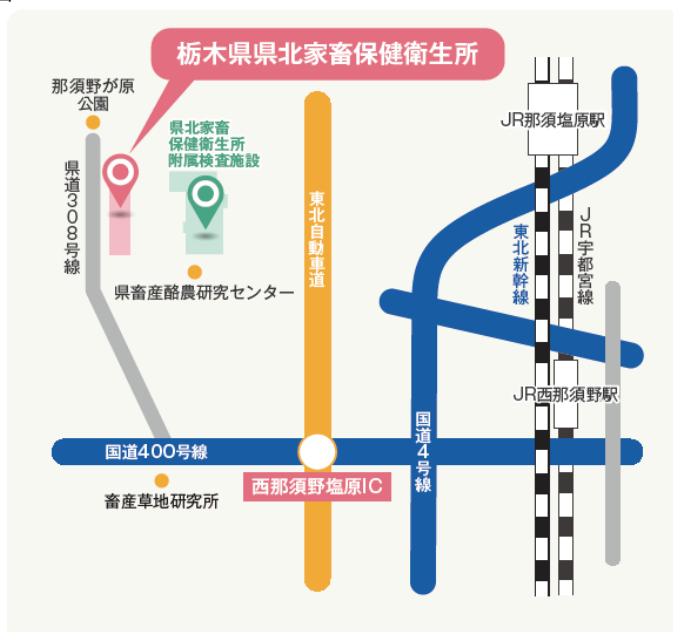 栃木県県北家畜保健衛生所
那須野が原
公園
県北家畜
保健衛生所
附属検査施設
県道308号線
県畜産酪農研究センター
東北自動車道
JR那須塩原駅
東北新幹線
JR宇都宮線
JR西那須野駅
国道400号線
国道4号線
西那須野塩原IC
畜産草地研究所